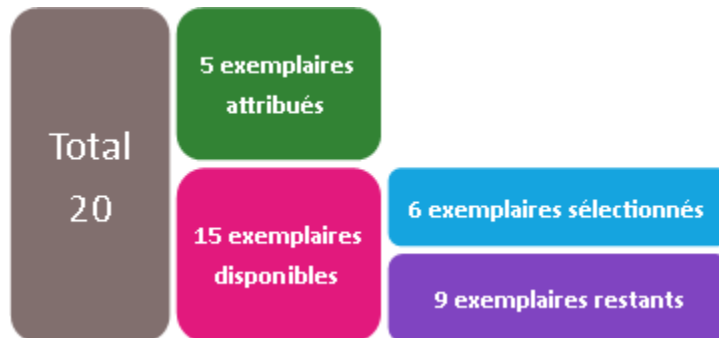 Total
20
5 exemplaires
attribués
15 exemplaires
disponibles
6 exemplaires sélectionnés
9 exemplaires restants